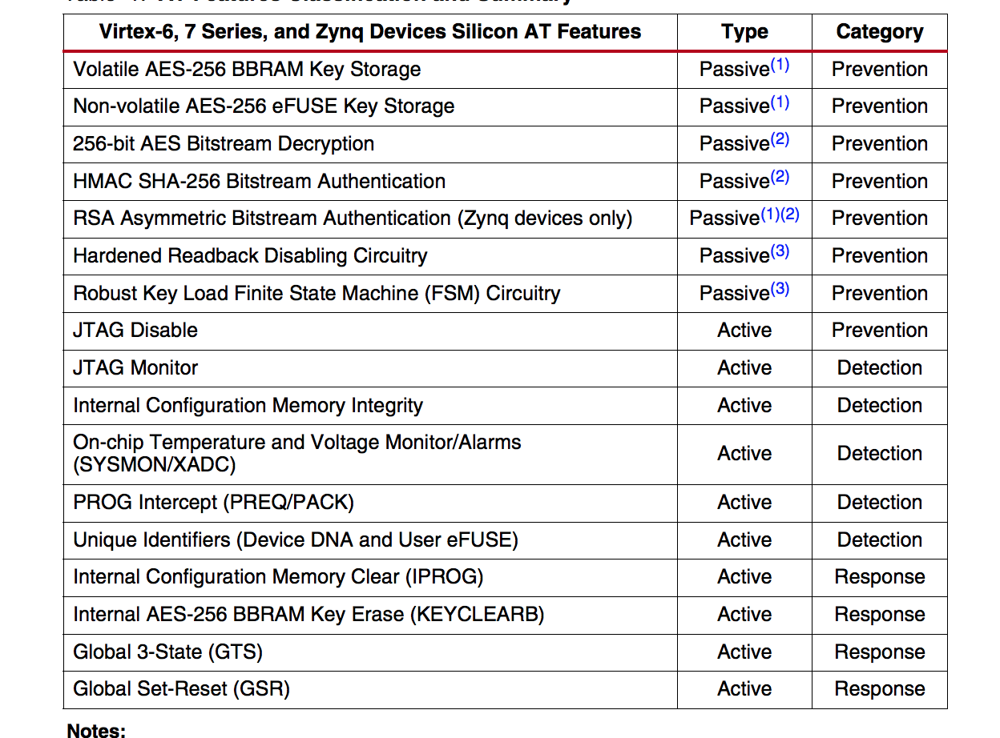 AT Features Classification and Summary
Virtex-6, 7 Series, and Zynq Devices Silicon AT Features Type Category
Volatile AES-256 BBRAM Key Storage Passive(1) Prevention
Non-volatile AES-256 eFUSE Key Storage Passive(1) Prevention
256-bit AES Bitstream Decryption Passive(2) Prevention
HMAC SHA-256 Bitstream Authentication Passive(2) Prevention
RSA Asymmetric Bitstream Authentication (Zynq devices only) Passive(1)(2) Prevention
Hardened Readback Disabling Circuitry Passive(3) Prevention
Robust Key Load Finite State Machine (FSM) Circuitry Passive(3) Prevention
JTAG Disable Active Prevention
JTAG Monitor Active Detection
Internal Configuration Memory Integrity Active Detection
On-chip Temperature and Voltage Monitor/Alarms
(SYSMON/XADC) Active Detection
PROG Intercept (PREQ/PACK) Active Detection
Unique Identifiers (Device DNA and User eFUSE) Active Detection
Internal Configuration Memory Clear (IPROG) Active Response
Internal AES-256 BBRAM Key Erase (KEYCLEARB) Active Response
Global 3-State (GTS) Active Response
Global Set-Reset (GSR) Active Response
Notes: